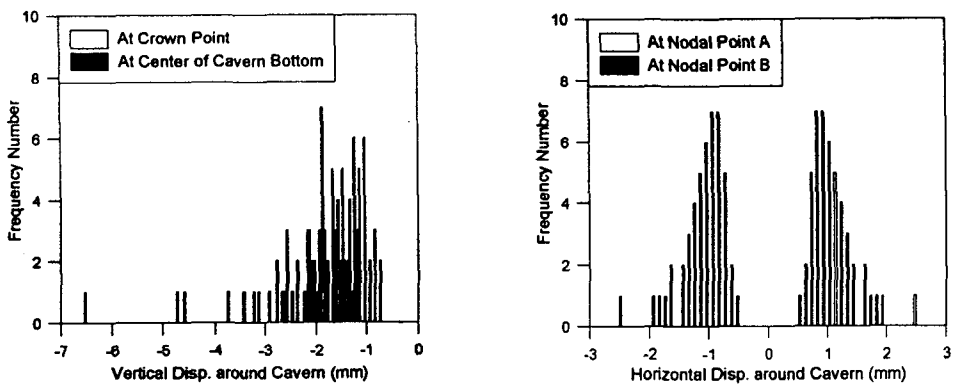 10
8
6
4
2
0
Frequency Number
At Crown Point
At Center of Cavern Bottom
-7 -6 -5 -4 -3 -2 -1 0
Vertical Disp. around Cavern (mm)
10
8
6
4
2
0
Frequency Number
At Nodal Point A
At Nodal Point B
-3 -2 -1 0 1 2 3
Horizontal Disp. around Cavern (mm)